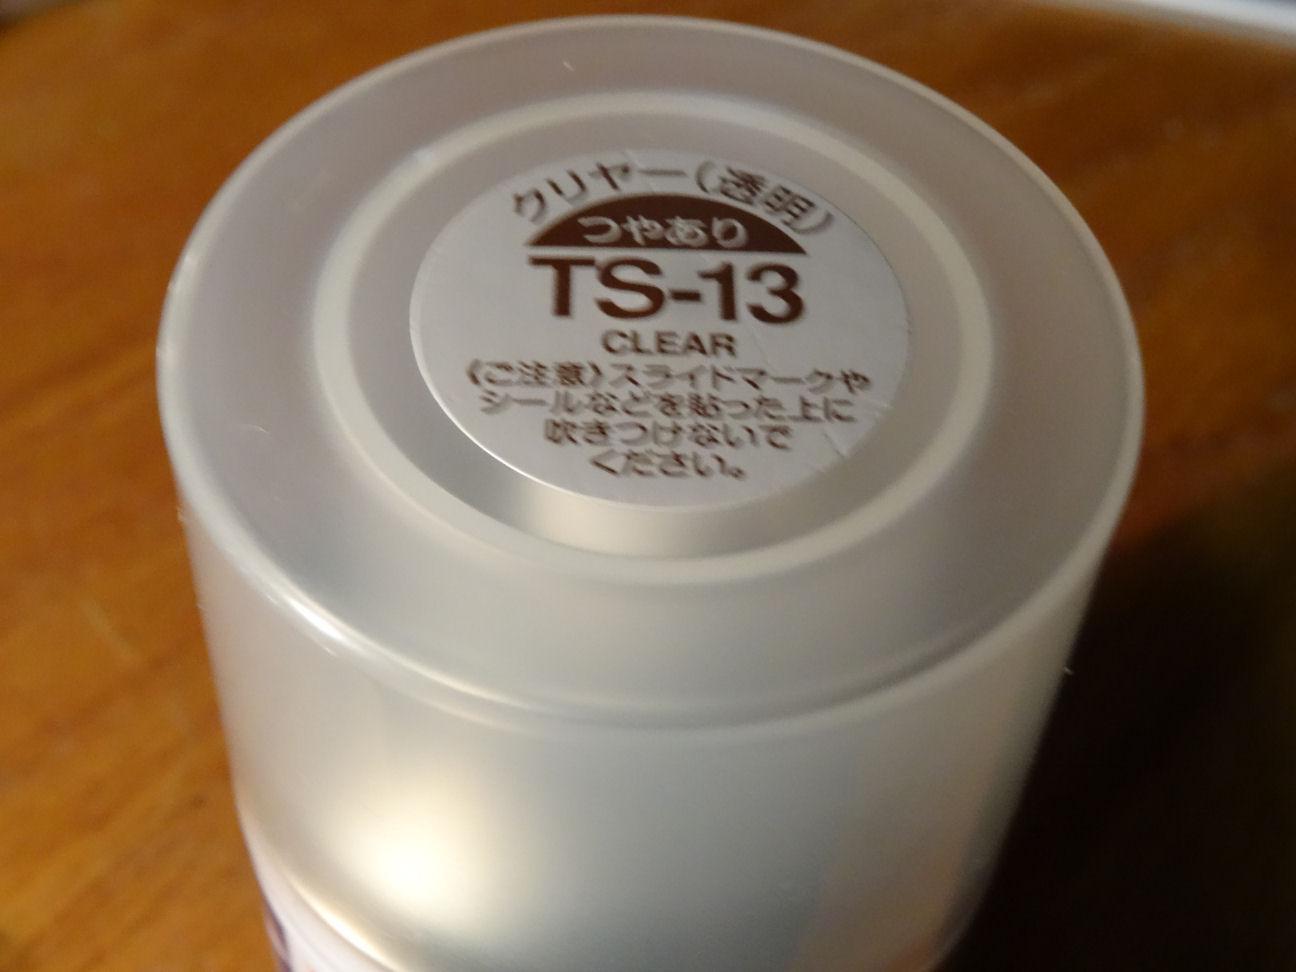 クリヤー(透明)
つやあり
TS-13
CLEAR
《ご注意》スライドマークや
シールなどを貼った上に
吹きつけないで
ください。